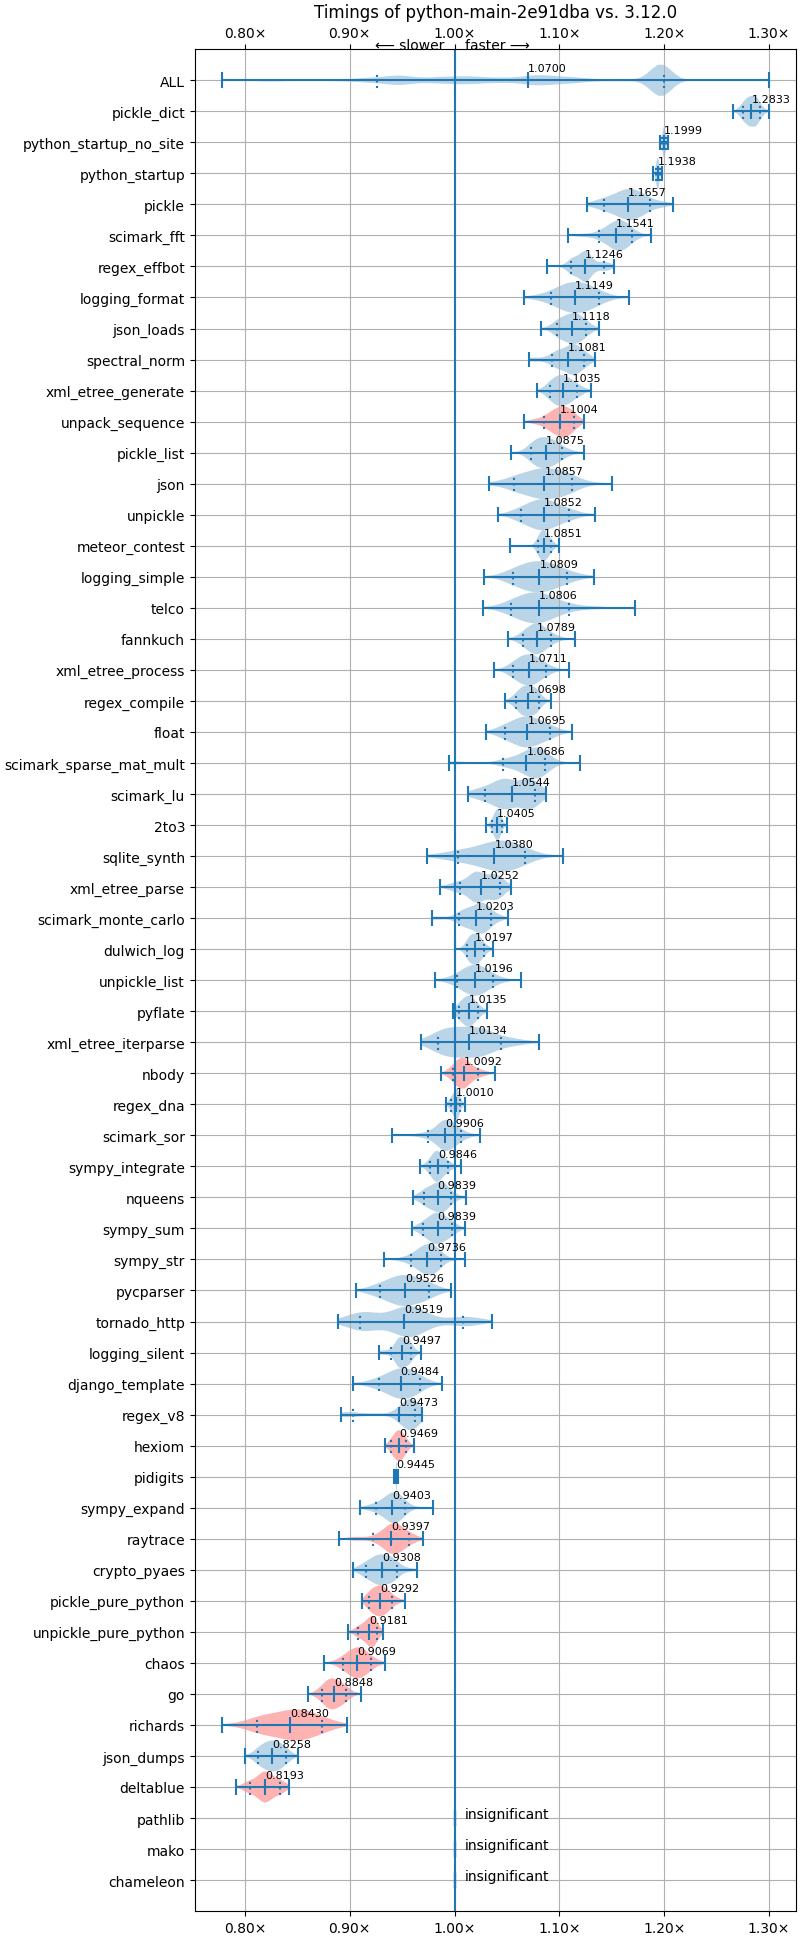 Timings of python-main-2e91dba vs. 3.12.0
0.80× 0.90× 1.00× 1.10× 1.20× 1.30×
⟵ slower faster ⟶
ALL 1.0700
pickle_dict 1.2833
python_startup_no_site 1.1999
python_startup 1.1938
pickle 1.1657
scimark_fft 1.1541
regex_effbot 1.1246
logging_format 1.1149
json_loads 1.1118
spectral_norm 1.1081
xml_etree_generate 1.1035
unpack_sequence 1.1004
pickle_list 1.0875
json 1.0857
unpickle 1.0852
meteor_contest 1.0851
logging_simple 1.0809
telco 1.0806
fannkuch 1.0789
xml_etree_process 1.0711
regex_compile 1.0698
float 1.0695
scimark_sparse_mat_mult 1.0686
scimark_lu 1.0544
2to3 1.0405
sqlite_synth 1.0380
xml_etree_parse 1.0252
scimark_monte_carlo 1.0203
dulwich_log 1.0197
unpickle_list 1.0196
pyflate 1.0135
xml_etree_iterparse 1.0134
nbody 1.0092
regex_dna 1.0010
scimark_sor 0.9906
sympy_integrate 0.9846
nqueens 0.9839
sympy_sum 0.9839
sympy_str 0.9736
pycparser 0.9526
tornado_http 0.9519
logging_silent 0.9497
django_template 0.9484
regex_v8 0.9473
hexiom 0.9469
pidigits 0.9445
sympy_expand 0.9403
raytrace 0.9397
crypto_pyaes 0.9308
pickle_pure_python 0.9292
unpickle_pure_python 0.9181
chaos 0.9069
go 0.8848
richards 0.8430
json_dumps 0.8258
deltablue 0.8193
pathlib insignificant
mako insignificant
chameleon insignificant
0.80× 0.90× 1.00× 1.10× 1.20× 1.30×